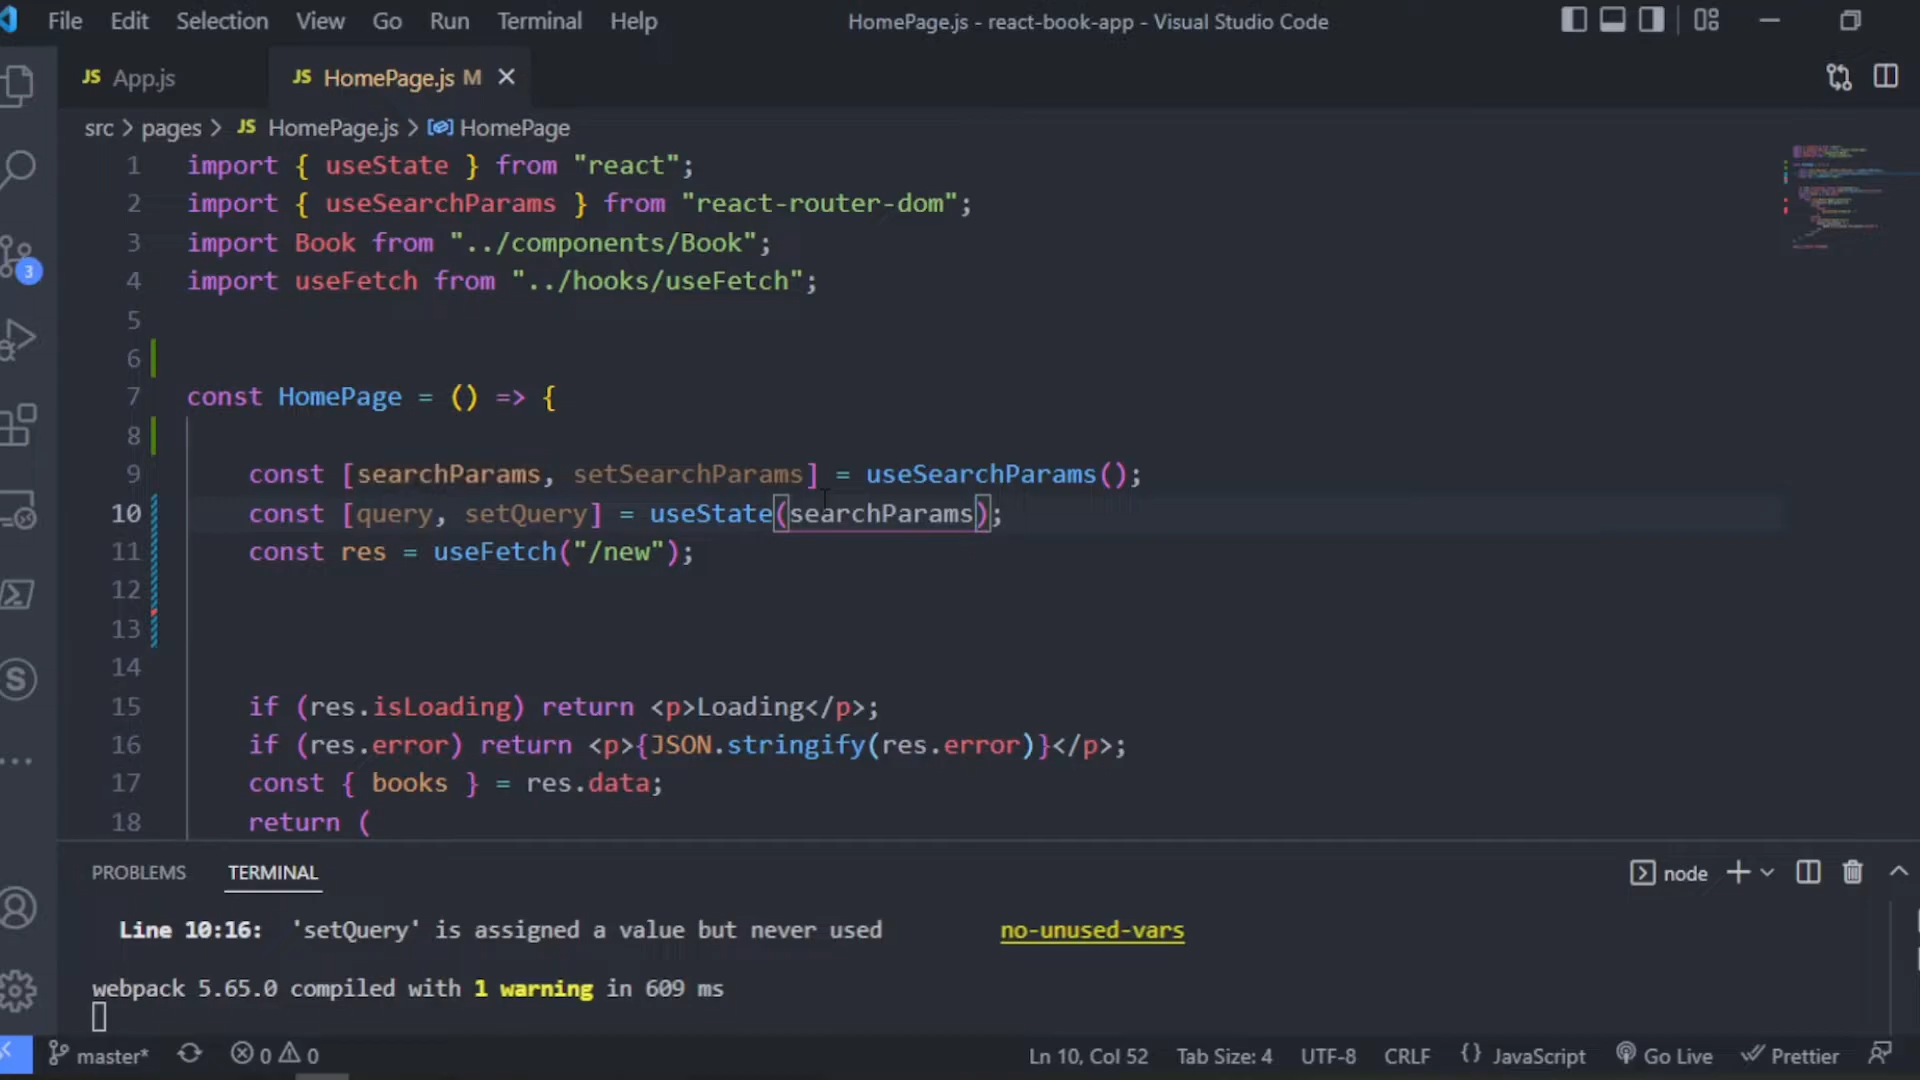 File Edit Selection View Go Run Terminal Help HomePage.js - react-book-app - Visual Studio Code
JS App.js JS HomePage.js M
src > pages > JS HomePage.js > HomePage
1 import { useState } from "react";
2 import { useSearchParams } from "react-router-dom";
3 import Book from "../components/Book";
4 import useFetch from "../hooks/useFetch";
5
6
7 const HomePage = () => {
8
9 const [searchParams, setSearchParams] = useSearchParams();
10 const [query, setQuery] = useState(searchParams);
11 const res = useFetch("/new");
12
13
14
15 if (res.isLoading) return <p>Loading</p>;
16 if (res.error) return <p>{JSON.stringify(res.error)}</p>;
17 const { books } = res.data;
18 return (
3
S
PROBLEMS TERMINAL node
Line 10:16: 'setQuery' is assigned a value but never used no-unused-vars
webpack 5.65.0 compiled with 1 warning in 609 ms
master* 0 0 Ln 10, Col 52 Tab Size: 4 UTF-8 CRLF {} JavaScript Go Live Prettier